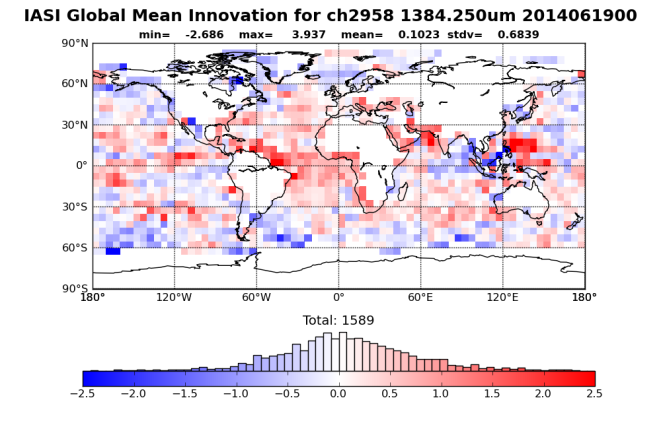 IASI Global Mean Innovation for ch2958 1384.250um 2014061900
min= -2.686 max= 3.937 mean= 0.1023 stdv= 0.6839
90°N
60°N
30°N
0°
30°S
60°S
90°S
180° 120°W 60°W 0° 60°E 120°E 180°
Total: 1589
−2.5 −2.0 −1.5 −1.0 −0.5 0.0 0.5 1.0 1.5 2.0 2.5